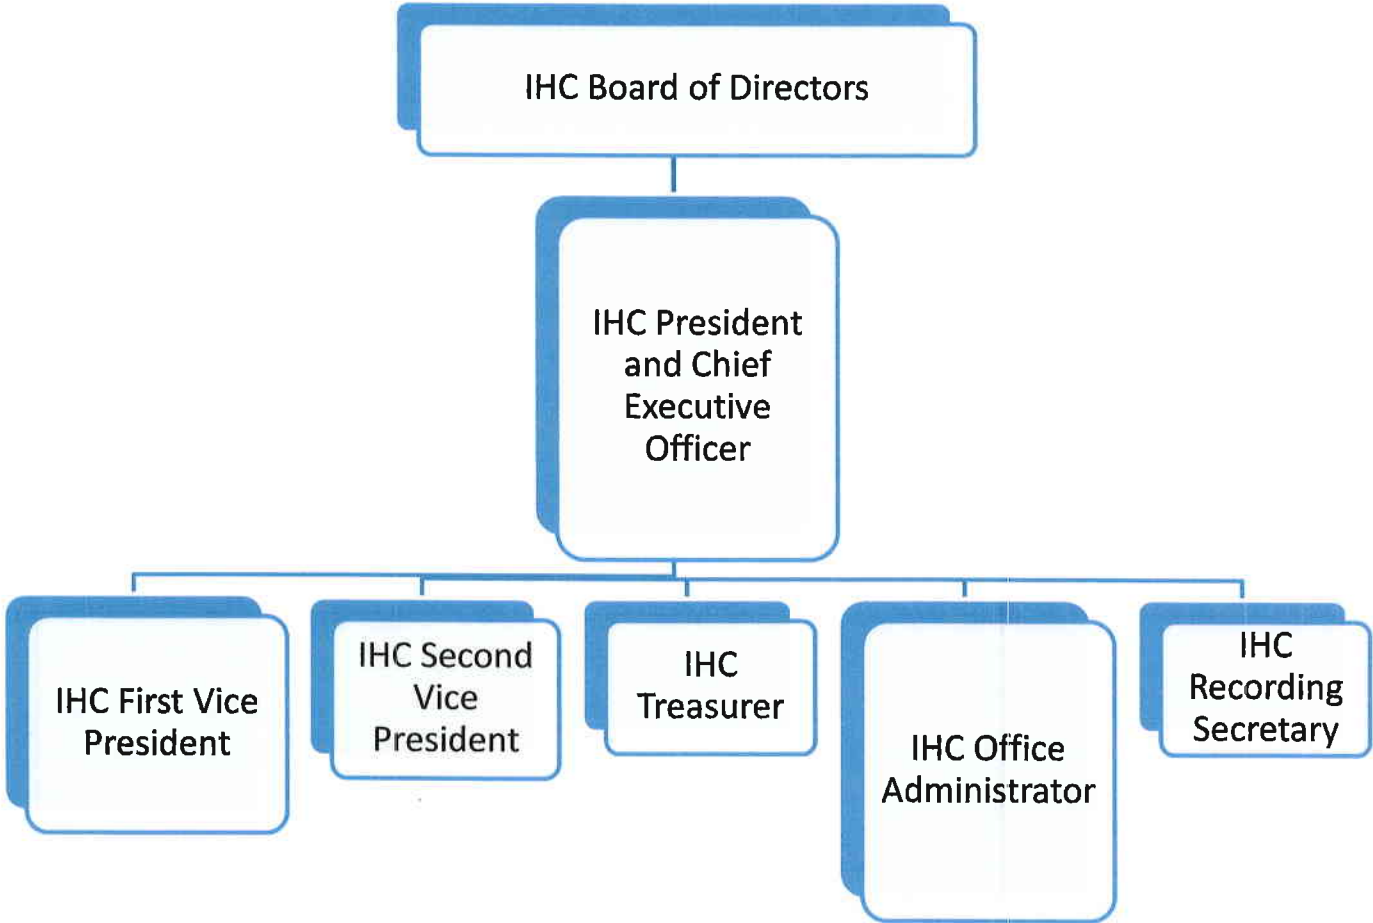 IHC Board of Directors
IHC President
and Chief
Executive
Officer
IHC First Vice
President
IHC Second
Vice
President
IHC
Treasurer
IHC Office
Administrator
IHC
Recording
Secretary